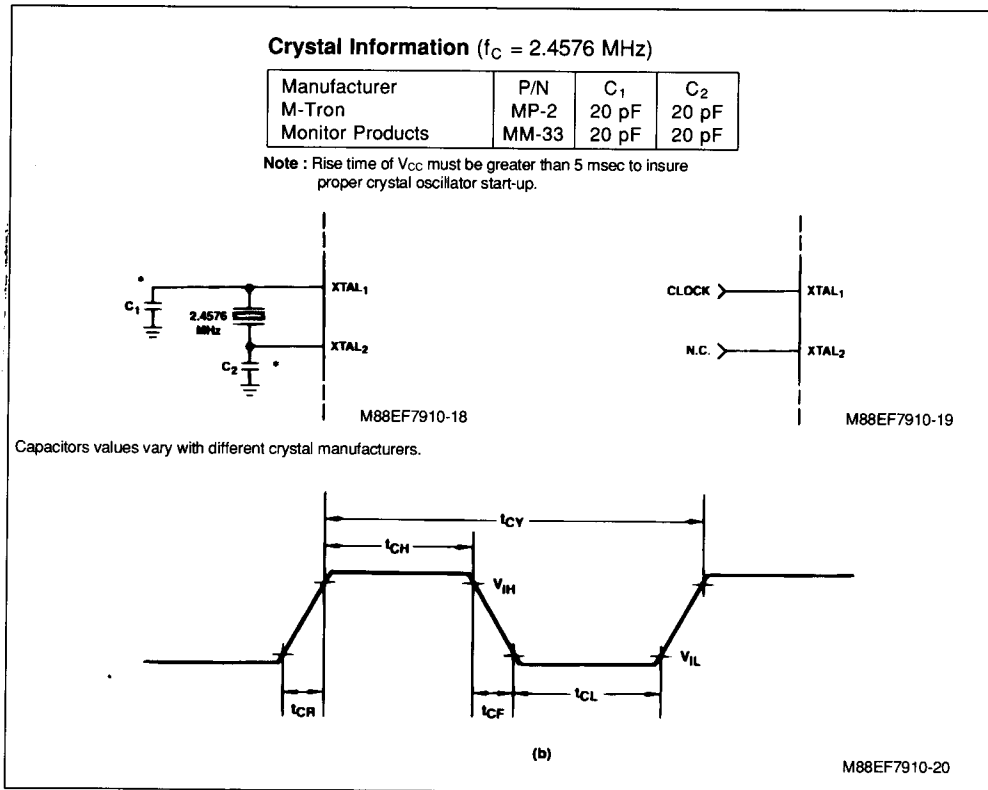 Crystal Information (fC = 2.4576 MHz)
Manufacturer P/N C1 C2
M-Tron MP-2 20 pF 20 pF
Monitor Products MM-33 20 pF 20 pF
Note : Rise time of VCC must be greater than 5 msec to insure
proper crystal oscillator start-up.
*
C1
2.4576
MHz
XTAL1
XTAL2
C2 *
M88EF7910-18
CLOCK
XTAL1
N.C.
XTAL2
M88EF7910-19
Capacitors values vary with different crystal manufacturers.
tCY
tCH
VIH
VIL
tCR
tCF
tCL
(b)
M88EF7910-20